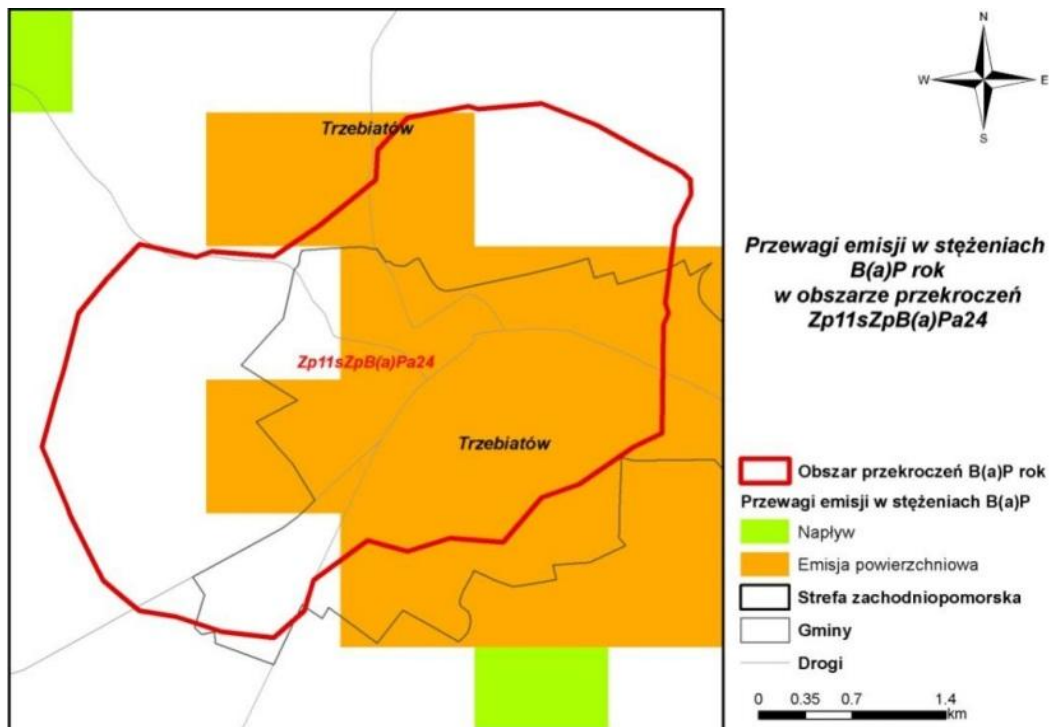 Trzebiatów
Zp11sZpB(a)Pa24
Trzebiatów
N
W
E
S
Przewagi emisji w stężeniach
B(a)P rok
w obszarze przekroczeń
Zp11sZpB(a)Pa24
Obszar przekroczeń B(a)P rok
Przewagi emisji w stężeniach B(a)P
Napływ
Emisja powierzchniowa
Strefa zachodniopomorska
Gminy
Drogi
0 0.35 0.7 1.4
km